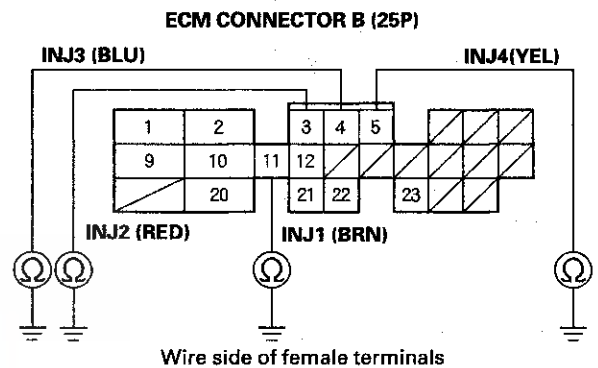 ECM CONNECTOR B (25P)
INJ3 (BLU)
INJ4(YEL)
1 2 3 4 5
9 10 11 12
20 21 22 23
INJ2 (RED)
INJ1 (BRN)
Ω Ω Ω Ω
Wire side of female terminals